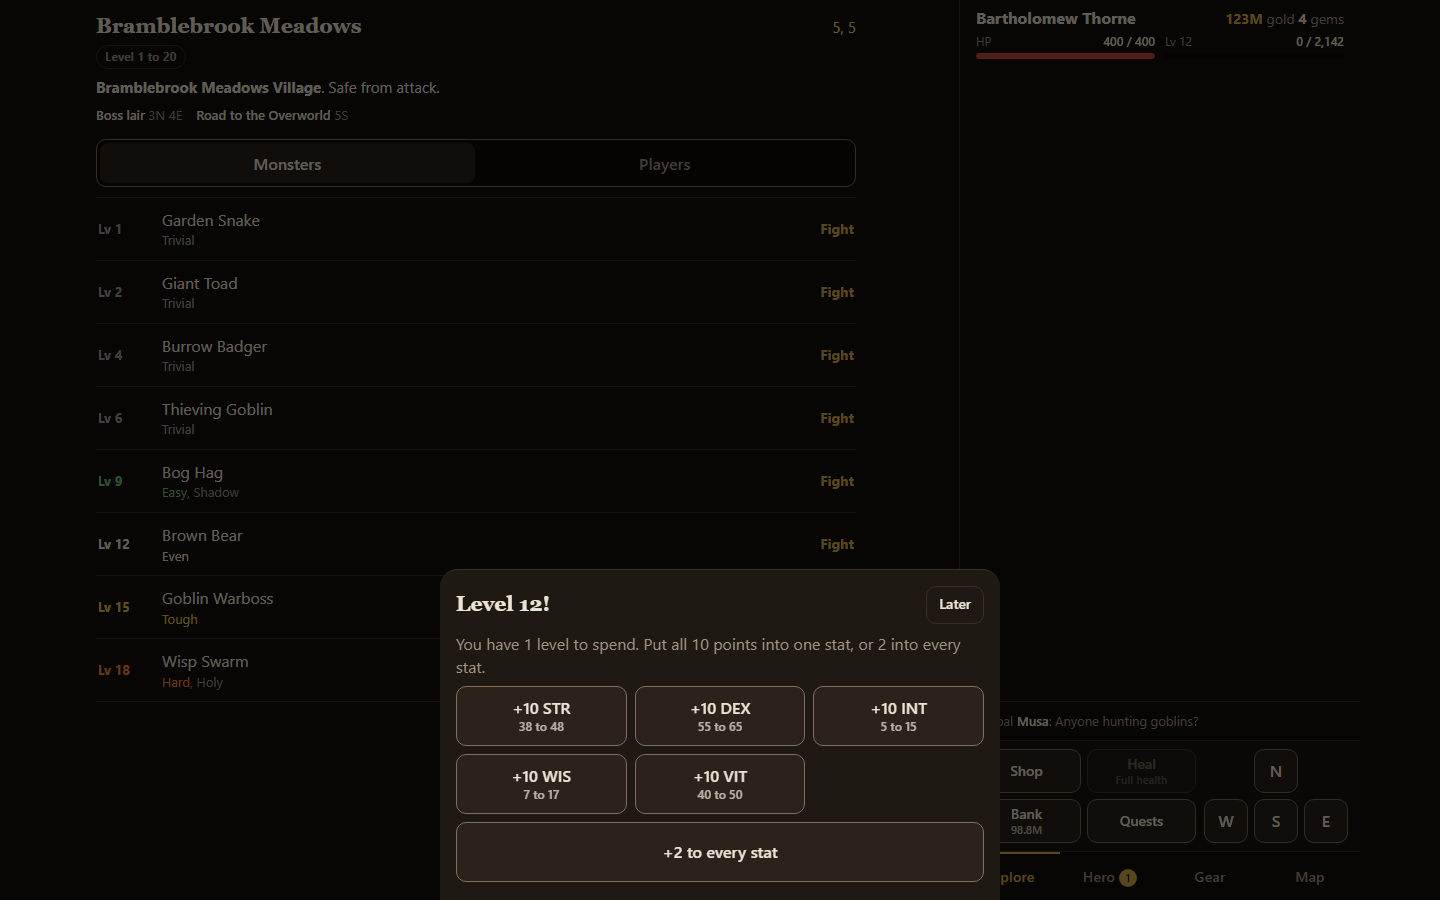 Bramblebrook Meadows
5, 5
Level 1 to 20
Bramblebrook Meadows Village. Safe from attack.
Boss lair 3N 4E Road to the Overworld 5S
Monsters
Players
Lv 1
Garden Snake
Trivial
Fight
Lv 2
Giant Toad
Trivial
Fight
Lv 4
Burrow Badger
Trivial
Fight
Lv 6
Thieving Goblin
Trivial
Fight
Lv 9
Bog Hag
Easy, Shadow
Fight
Lv 12
Brown Bear
Even
Fight
Lv 15
Goblin Warboss
Tough
Lv 18
Wisp Swarm
Hard, Holy
Bartholomew Thorne
123M gold 4 gems
HP
400 / 400
Lv 12
0 / 2,142
Level 12!
Later
You have 1 level to spend. Put all 10 points into one stat, or 2 into every
stat.
+10 STR
38 to 48
+10 DEX
55 to 65
+10 INT
5 to 15
+10 WIS
7 to 17
+10 VIT
40 to 50
+2 to every stat
Musa: Anyone hunting goblins?
Shop
Heal
Full health
N
Bank
98.8M
Quests
W
S
E
Hero 1
Gear
Map